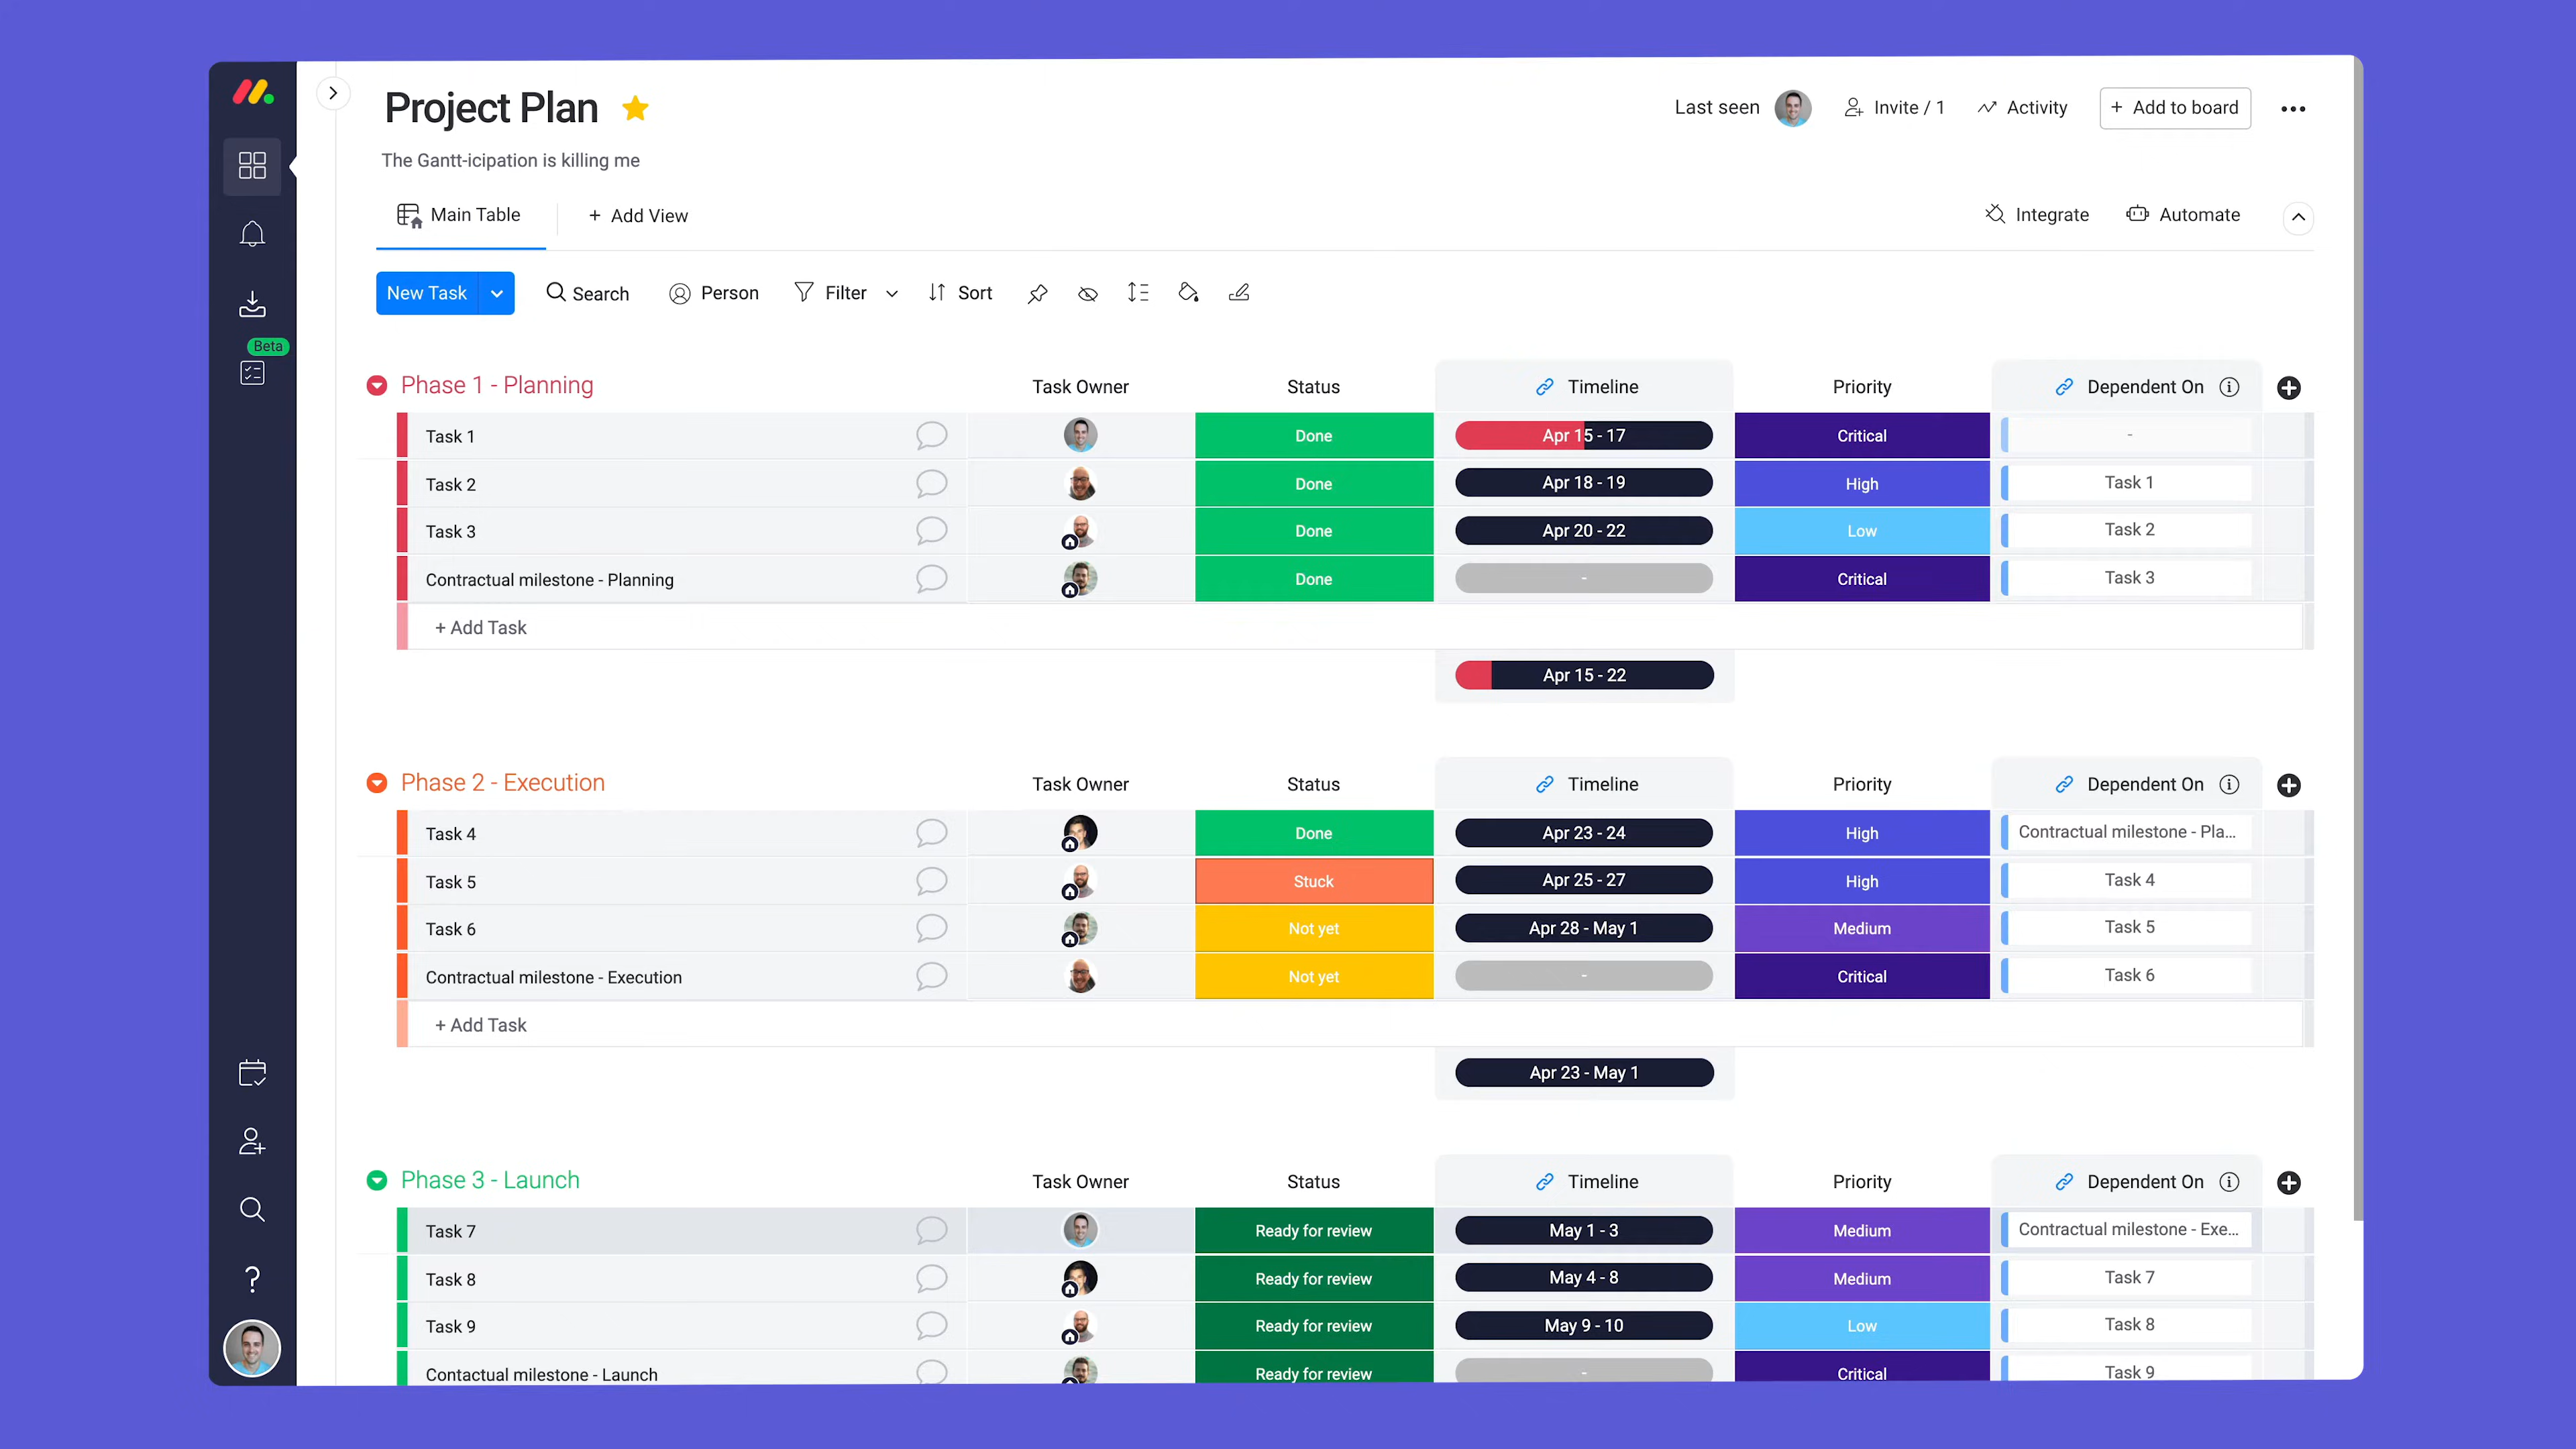 Project Plan
Last seen
Invite / 1
Activity
+ Add to board
The Gantt-icipation is killing me
Main Table
+ Add View
Integrate
Automate
New Task
Search
Person
Filter
Sort
Beta
Phase 1 - Planning Task Owner Status Timeline Priority Dependent On
Task 1 Done Apr 15 - 17 Critical -
Task 2 Done Apr 18 - 19 High Task 1
Task 3 Done Apr 20 - 22 Low Task 2
Contractual milestone - Planning Done - Critical Task 3
+ Add Task
Apr 15 - 22
Phase 2 - Execution Task Owner Status Timeline Priority Dependent On
Task 4 Done Apr 23 - 24 High Contractual milestone - Pla...
Task 5 Stuck Apr 25 - 27 High Task 4
Task 6 Not yet Apr 28 - May 1 Medium Task 5
Contractual milestone - Execution Not yet - Critical Task 6
+ Add Task
Apr 23 - May 1
Phase 3 - Launch Task Owner Status Timeline Priority Dependent On
Task 7 Ready for review May 1 - 3 Medium Contractual milestone - Exe...
Task 8 Ready for review May 4 - 8 Medium Task 7
Task 9 Ready for review May 9 - 10 Low Task 8
Contactual milestone - Launch Ready for review - Critical Task 9